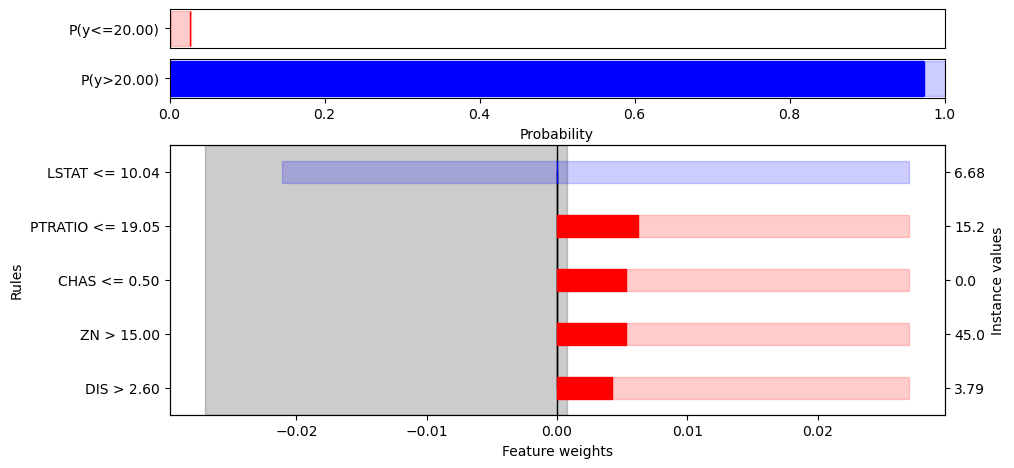 P(y<=20.00)
P(y>20.00)
0.0 0.2 0.4 0.6 0.8 1.0
Probability
LSTAT <= 10.04 6.68
PTRATIO <= 19.05 15.2
CHAS <= 0.50 0.0
ZN > 15.00 45.0
DIS > 2.60 3.79
Rules
Instance values
−0.02 −0.01 0.00 0.01 0.02
Feature weights